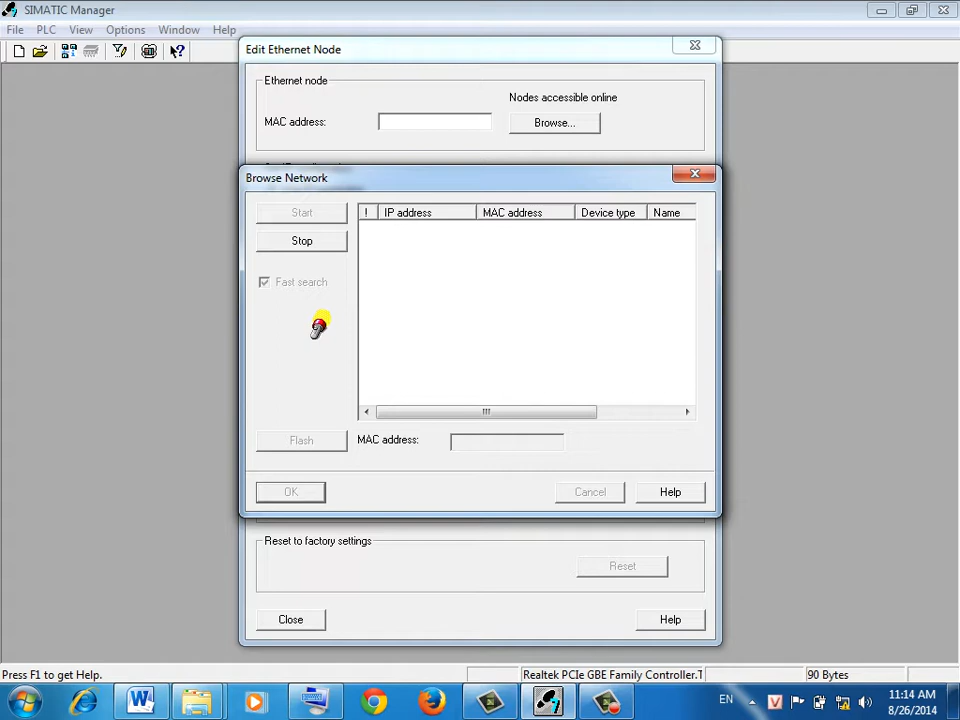 SIMATIC Manager
File PLC View Options Window Help
Edit Ethernet Node
Ethernet node
Nodes accessible online
MAC address:
Browse...
Browse Network
Start
! IP address MAC address Device type Name
Stop
Fast search
Flash
MAC address:
OK
Cancel
Help
Reset to factory settings
Reset
Close
Help
Press F1 to get Help.
Realtek PCIe GBE Family Controller.T
90 Bytes
EN
11:14 AM
8/26/2014